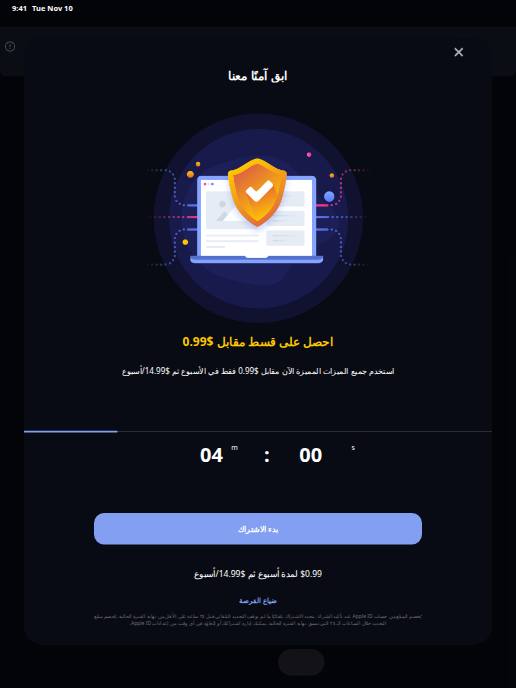 9:41 Tue Nov 10
ابق آمنًا معنا
احصل على قسط مقابل $0.99
استخدم جميع الميزات المميزة الآن مقابل $0.99 فقط في الأسبوع ثم $14.99/أسبوع
04 m : 00 s
بدء الاشتراك
$0.99 لمدة أسبوع ثم $14.99/أسبوع
ضياع الفرصة